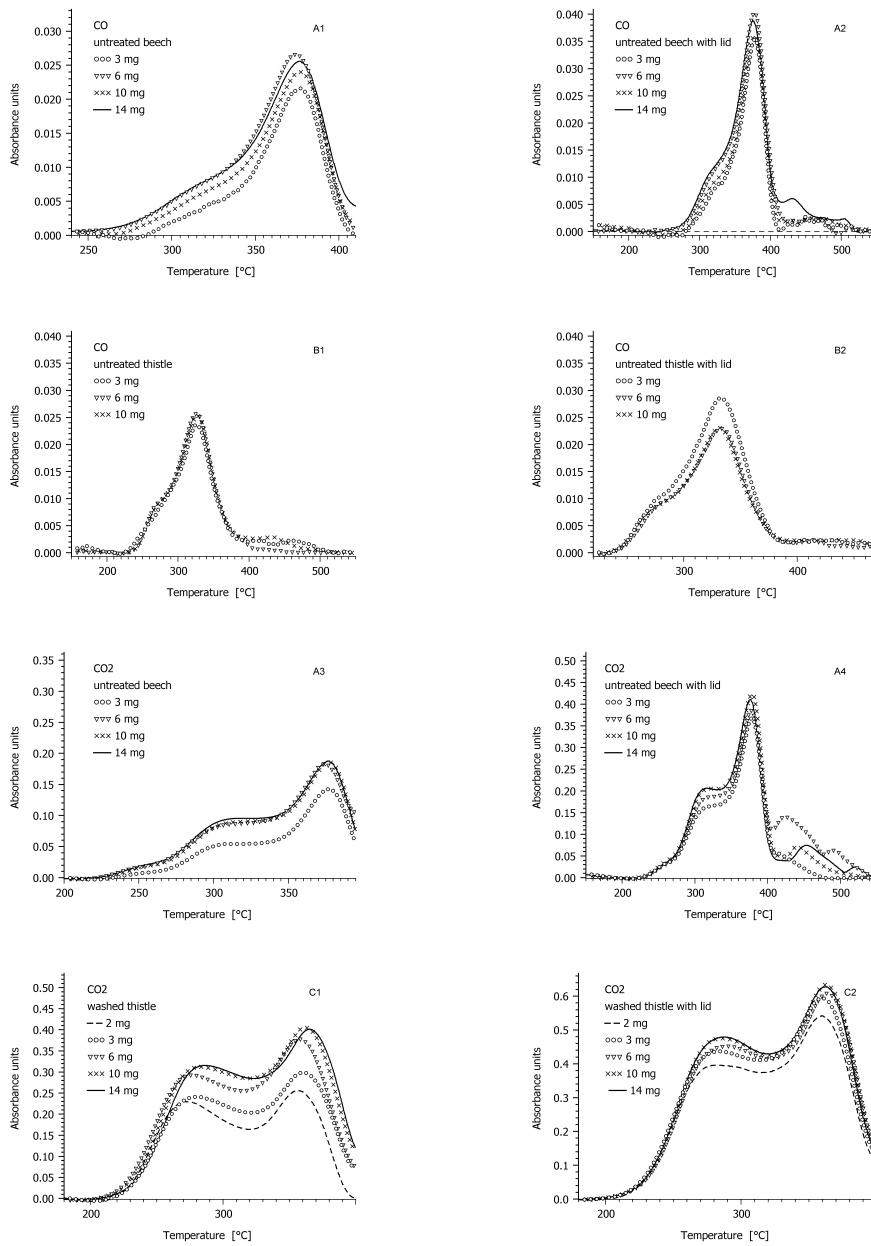 CO
A1
untreated beech
3 mg
6 mg
10 mg
14 mg
Absorbance units
0.030
0.025
0.020
0.015
0.010
0.005
0.000
250 300 350 400
Temperature [°C]
CO
A2
untreated beech with lid
3 mg
6 mg
10 mg
14 mg
Absorbance units
0.040
0.035
0.030
0.025
0.020
0.015
0.010
0.005
0.000
200 300 400 500
Temperature [°C]
CO
B1
untreated thistle
3 mg
6 mg
10 mg
Absorbance units
0.040
0.035
0.030
0.025
0.020
0.015
0.010
0.005
0.000
200 300 400 500
Temperature [°C]
CO
B2
untreated thistle with lid
3 mg
6 mg
10 mg
Absorbance units
0.040
0.035
0.030
0.025
0.020
0.015
0.010
0.005
0.000
300 400
Temperature [°C]
CO2
A3
untreated beech
3 mg
6 mg
10 mg
14 mg
Absorbance units
0.35
0.30
0.25
0.20
0.15
0.10
0.05
0.00
200 250 300 350
Temperature [°C]
CO2
A4
untreated beech with lid
3 mg
6 mg
10 mg
14 mg
Absorbance units
0.50
0.45
0.40
0.35
0.30
0.25
0.20
0.15
0.10
0.05
0.00
200 300 400 500
Temperature [°C]
CO2
C1
washed thistle
2 mg
3 mg
6 mg
10 mg
14 mg
Absorbance units
0.50
0.45
0.40
0.35
0.30
0.25
0.20
0.15
0.10
0.05
0.00
200 300
Temperature [°C]
CO2
C2
washed thistle with lid
2 mg
3 mg
6 mg
10 mg
14 mg
Absorbance units
0.6
0.5
0.4
0.3
0.2
0.1
0.0
200 300
Temperature [°C]